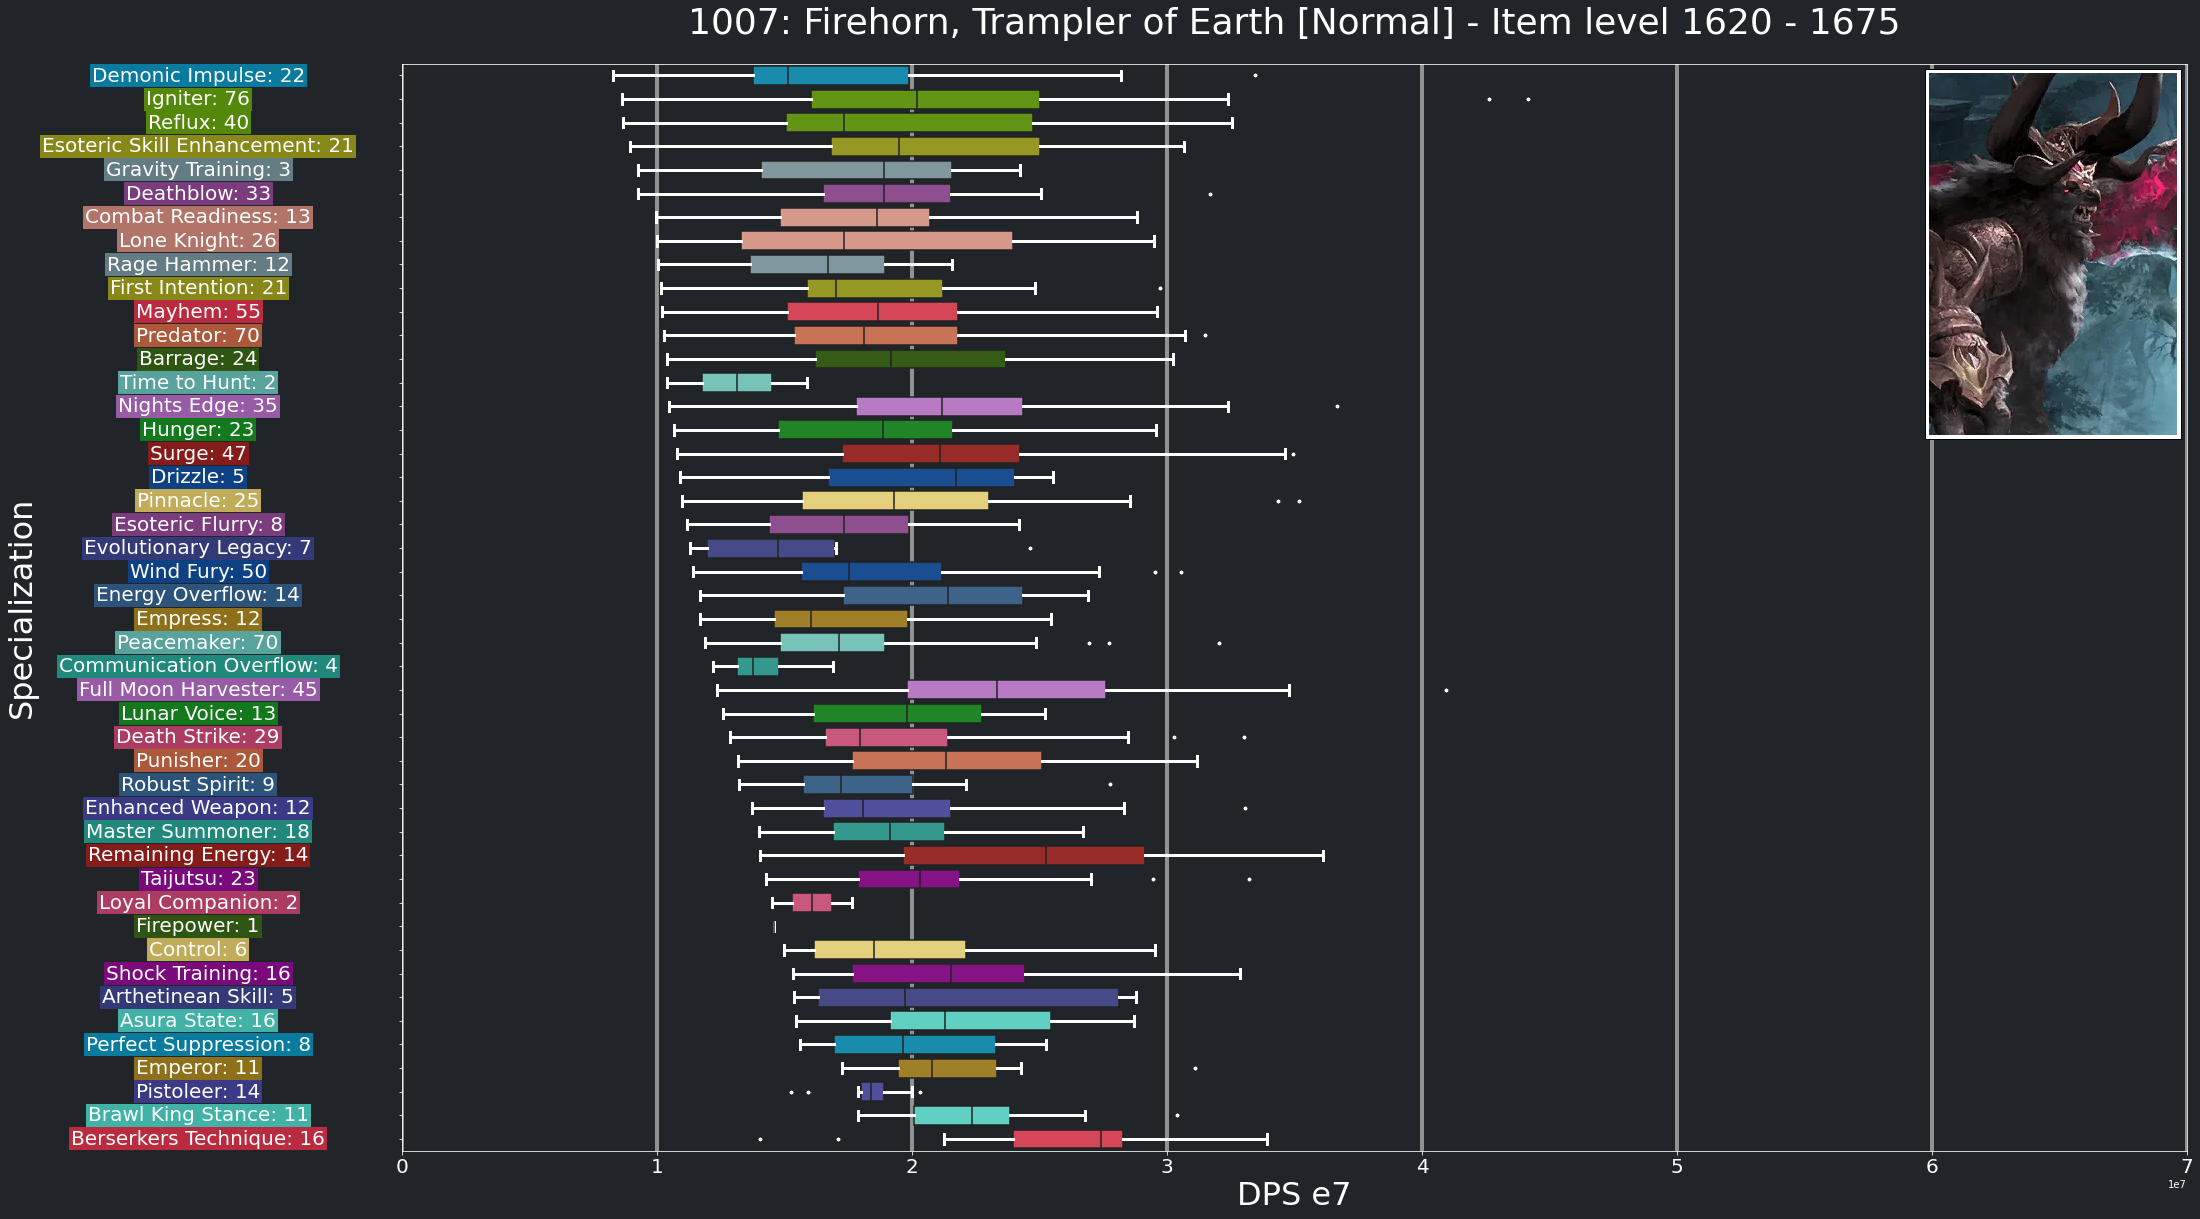 1007: Firehorn, Trampler of Earth [Normal] - Item level 1620 - 1675
Specialization
Demonic Impulse: 22
Igniter: 76
Reflux: 40
Esoteric Skill Enhancement: 21
Gravity Training: 3
Deathblow: 33
Combat Readiness: 13
Lone Knight: 26
Rage Hammer: 12
First Intention: 21
Mayhem: 55
Predator: 70
Barrage: 24
Time to Hunt: 2
Nights Edge: 35
Hunger: 23
Surge: 47
Drizzle: 5
Pinnacle: 25
Esoteric Flurry: 8
Evolutionary Legacy: 7
Wind Fury: 50
Energy Overflow: 14
Empress: 12
Peacemaker: 70
Communication Overflow: 4
Full Moon Harvester: 45
Lunar Voice: 13
Death Strike: 29
Punisher: 20
Robust Spirit: 9
Enhanced Weapon: 12
Master Summoner: 18
Remaining Energy: 14
Taijutsu: 23
Loyal Companion: 2
Firepower: 1
Control: 6
Shock Training: 16
Arthetinean Skill: 5
Asura State: 16
Perfect Suppression: 8
Emperor: 11
Pistoleer: 14
Brawl King Stance: 11
Berserkers Technique: 16
0 1 2 3 4 5 6 7
1e7
DPS e7